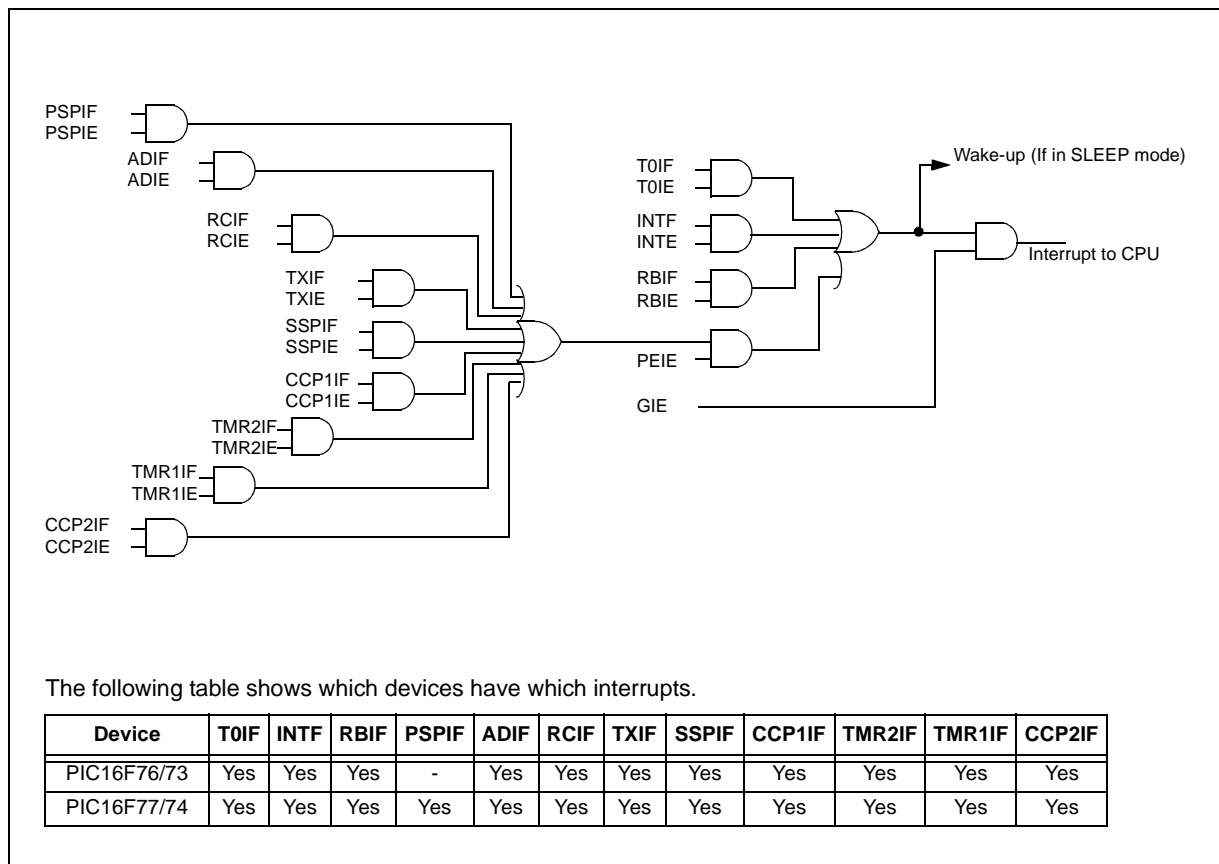 PSPIF
PSPIE
ADIF
ADIE
RCIF
RCIE
TXIF
TXIE
SSPIF
SSPIE
CCP1IF
CCP1IE
TMR2IF
TMR2IE
TMR1IF
TMR1IE
CCP2IF
CCP2IE
T0IF
T0IE
INTF
INTE
RBIF
RBIE
PEIE
GIE
Wake-up (If in SLEEP mode)
Interrupt to CPU
The following table shows which devices have which interrupts.
Device T0IF INTF RBIF PSPIF ADIF RCIF TXIF SSPIF CCP1IF TMR2IF TMR1IF CCP2IF
PIC16F76/73 Yes Yes Yes - Yes Yes Yes Yes Yes Yes Yes Yes
PIC16F77/74 Yes Yes Yes Yes Yes Yes Yes Yes Yes Yes Yes Yes